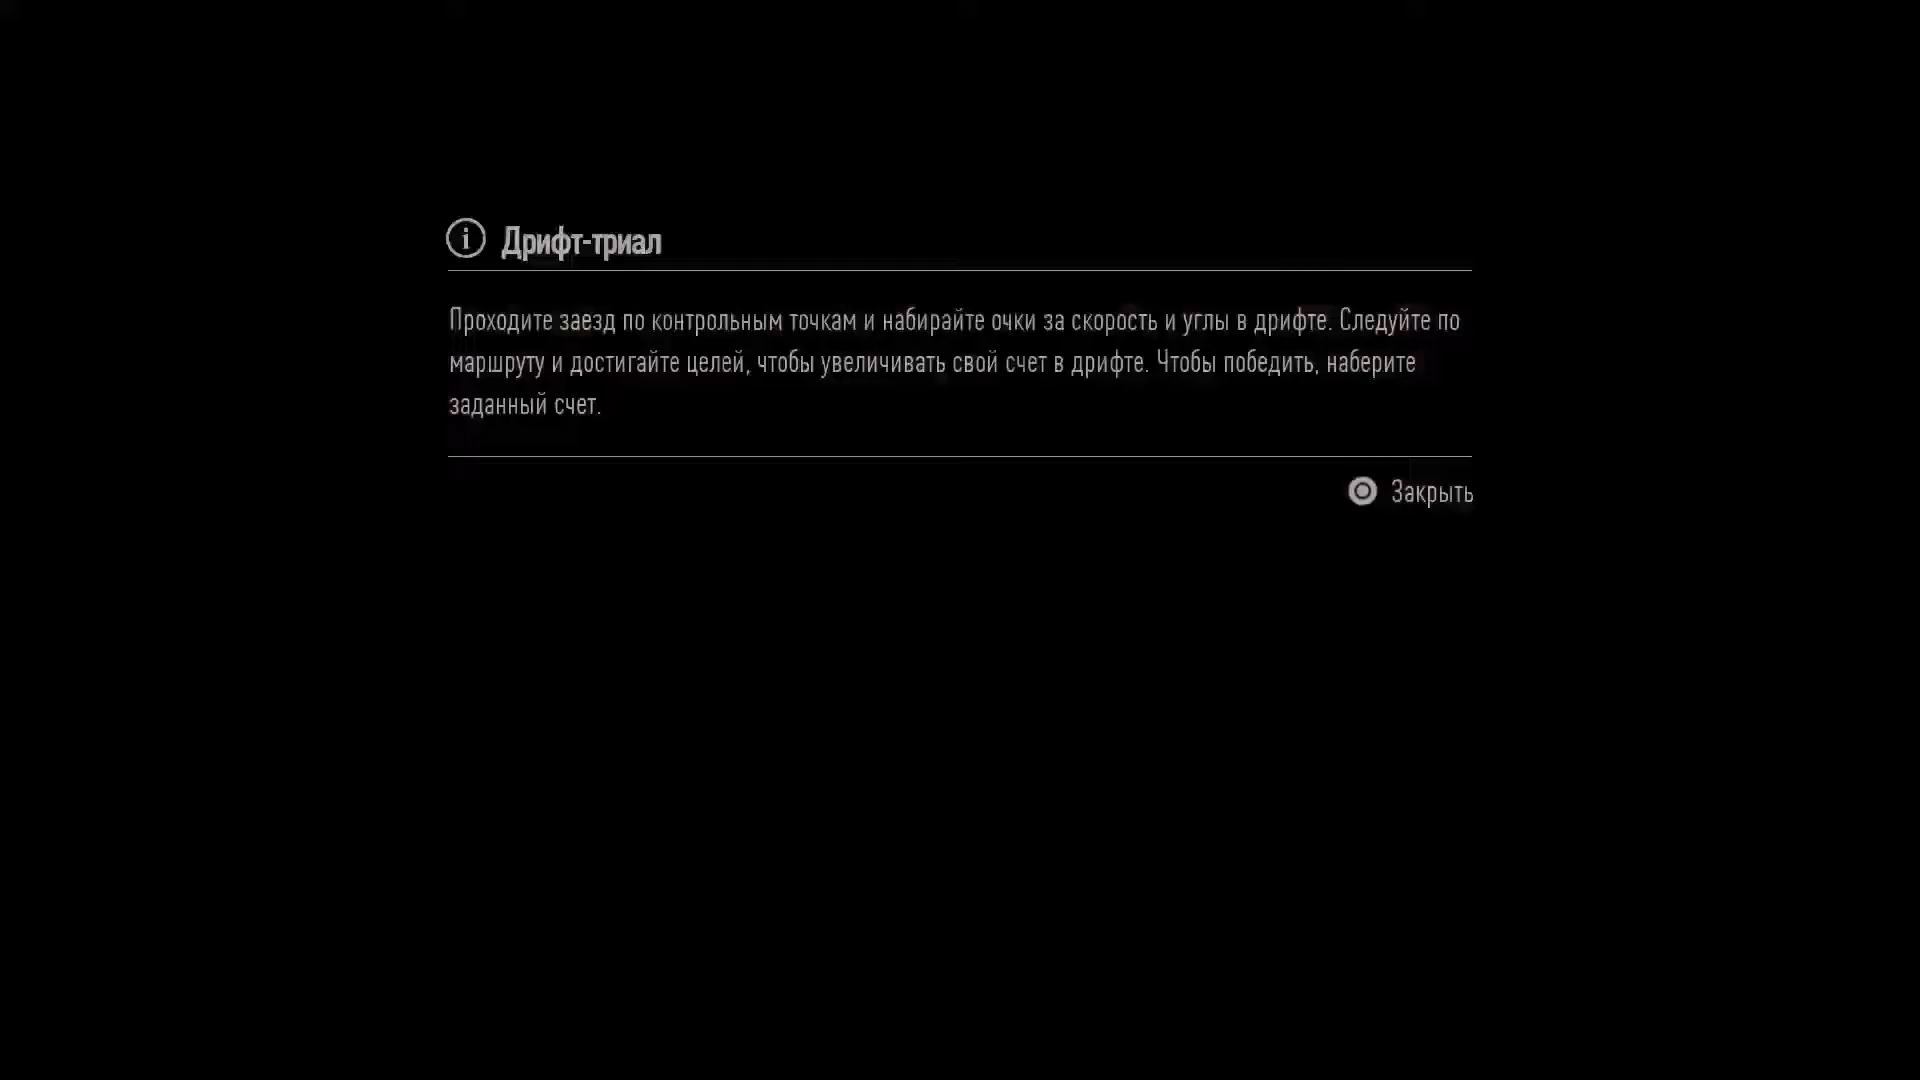 Дрифт-триал
Проходите заезд по контрольным точкам и набирайте очки за скорость и углы в дрифте. Следуйте по
маршруту и достигайте целей, чтобы увеличивать свой счет в дрифте. Чтобы победить, наберите
заданный счет.
Закрыть